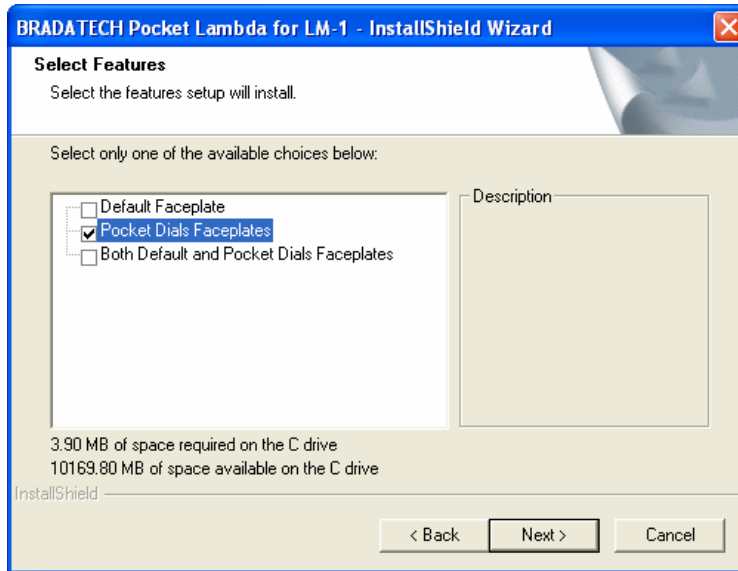 BRADATECH Pocket Lambda for LM-1 - InstallShield Wizard
Select Features
Select the features setup will install.
Select only one of the available choices below:
Default Faceplate
Pocket Dials Faceplates
Both Default and Pocket Dials Faceplates
Description
3.90 MB of space required on the C drive
10169.80 MB of space available on the C drive
InstallShield
< Back
Next >
Cancel